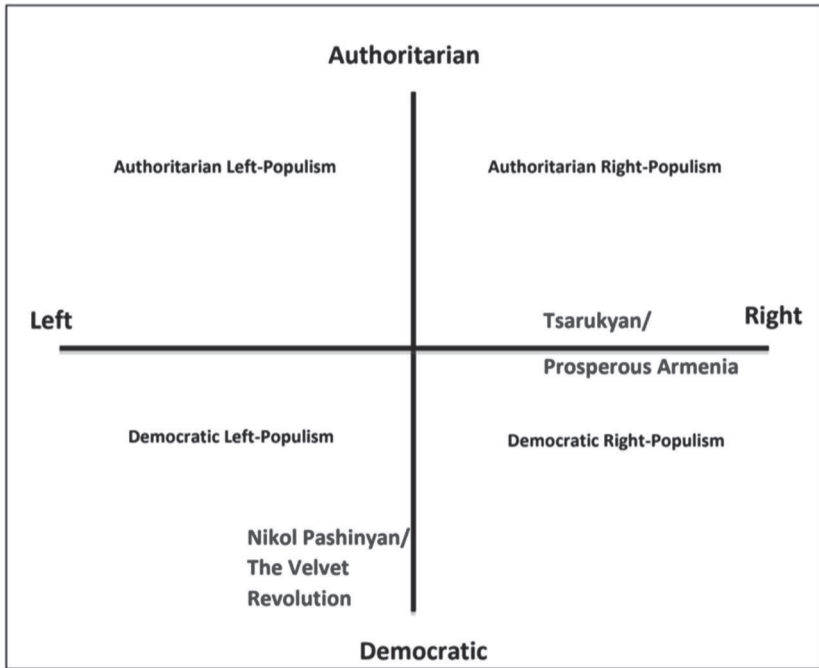 Authoritarian
Authoritarian Left-Populism
Authoritarian Right-Populism
Left
Tsarukyan/
Right
Prosperous Armenia
Democratic Left-Populism
Democratic Right-Populism
Nikol Pashinyan/
The Velvet
Revolution
Democratic